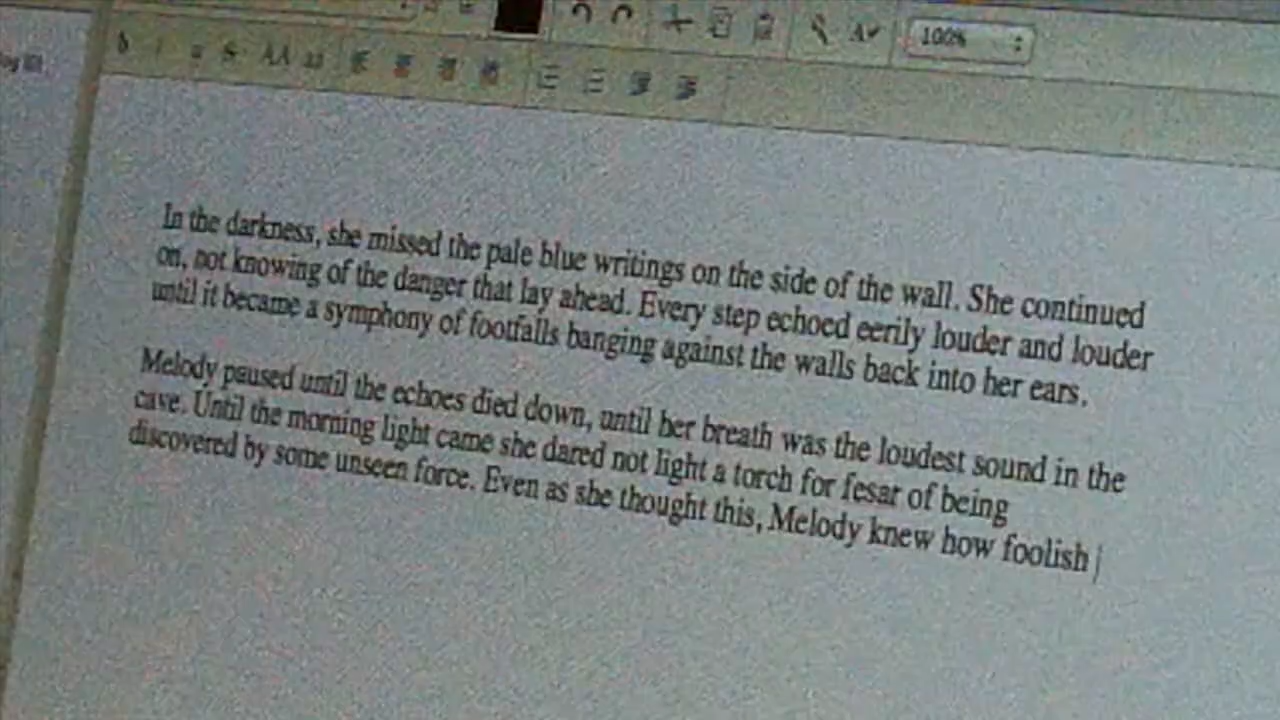 100%
b i u S AA aa
In the darkness, she missed the pale blue writings on the side of the wall. She continued
on, not knowing of the danger that lay ahead. Every step echoed eerily louder and louder
until it became a symphony of footfalls banging against the walls back into her ears.
Melody paused until the echoes died down, until her breath was the loudest sound in the
cave. Until the morning light came she dared not light a torch for fesar of being
discovered by some unseen force. Even as she thought this, Melody knew how foolish